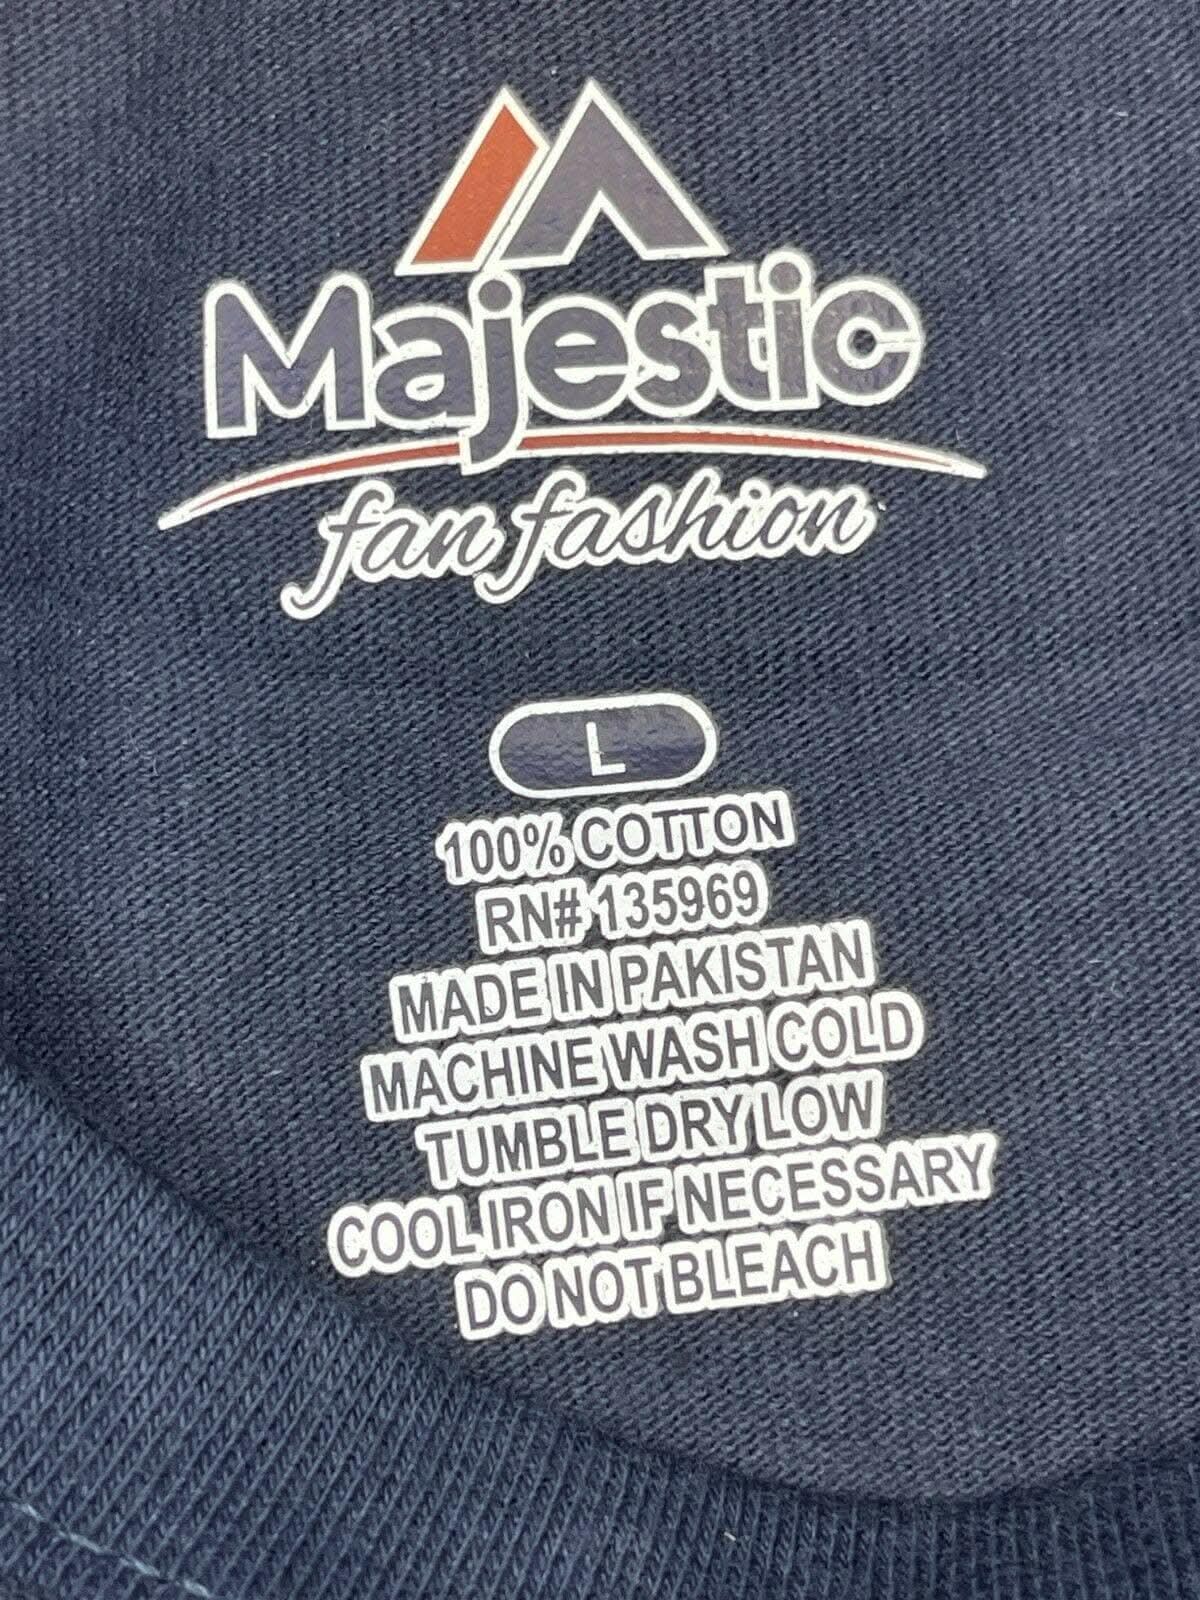 Majestic
fan fashion
L
100% COTTON
RN# 135969
MADE IN PAKISTAN
MACHINE WASH COLD
TUMBLE DRY LOW
COOL IRON IF NECESSARY
DO NOT BLEACH